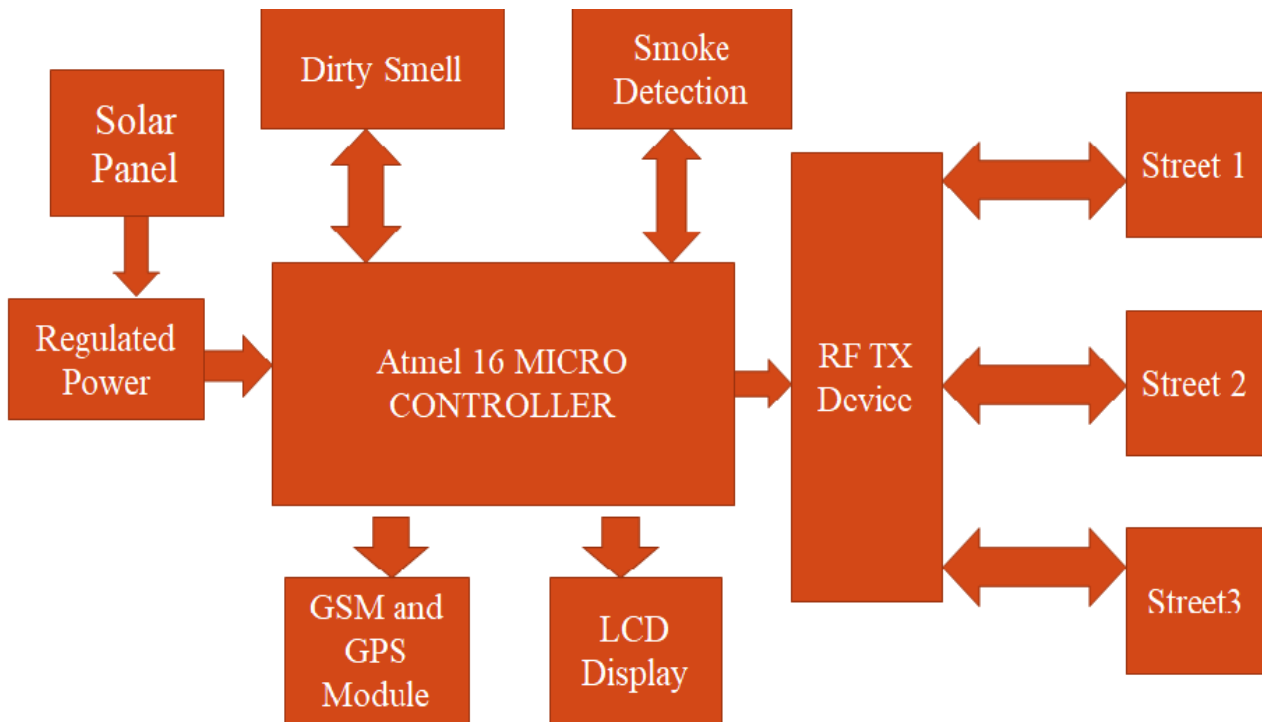 Dirty Smell
Smoke
Detection
Solar
Panel
Street 1
Regulated
Power
Atmel 16 MICRO
CONTROLLER
RF TX
Device
Street 2
GSM and
GPS
Module
LCD
Display
Street3